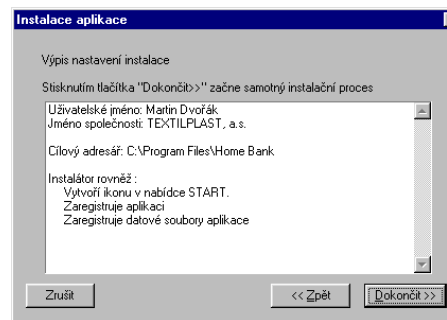 Instalace aplikace
Výpis nastavení instalace
Stisknutím tlačítka "Dokončit>>" začne samotný instalační proces
Uživatelské jméno: Martin Dvořák
Jméno společnosti: TEXTILPLAST, a.s.
Cílový adresář: C:\Program Files\Home Bank
Instalátor rovněž :
Vytvoří ikonu v nabídce START.
Zaregistruje aplikaci
Zaregistruje datové soubory aplikace
Zrušit
<< Zpět
Dokončit >>